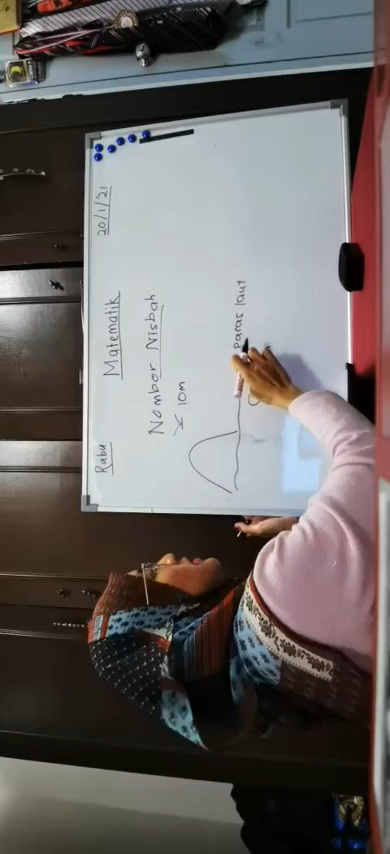 Rabu
20/1/'21
Matematik
Nombor Nisbah
10m
paras laut